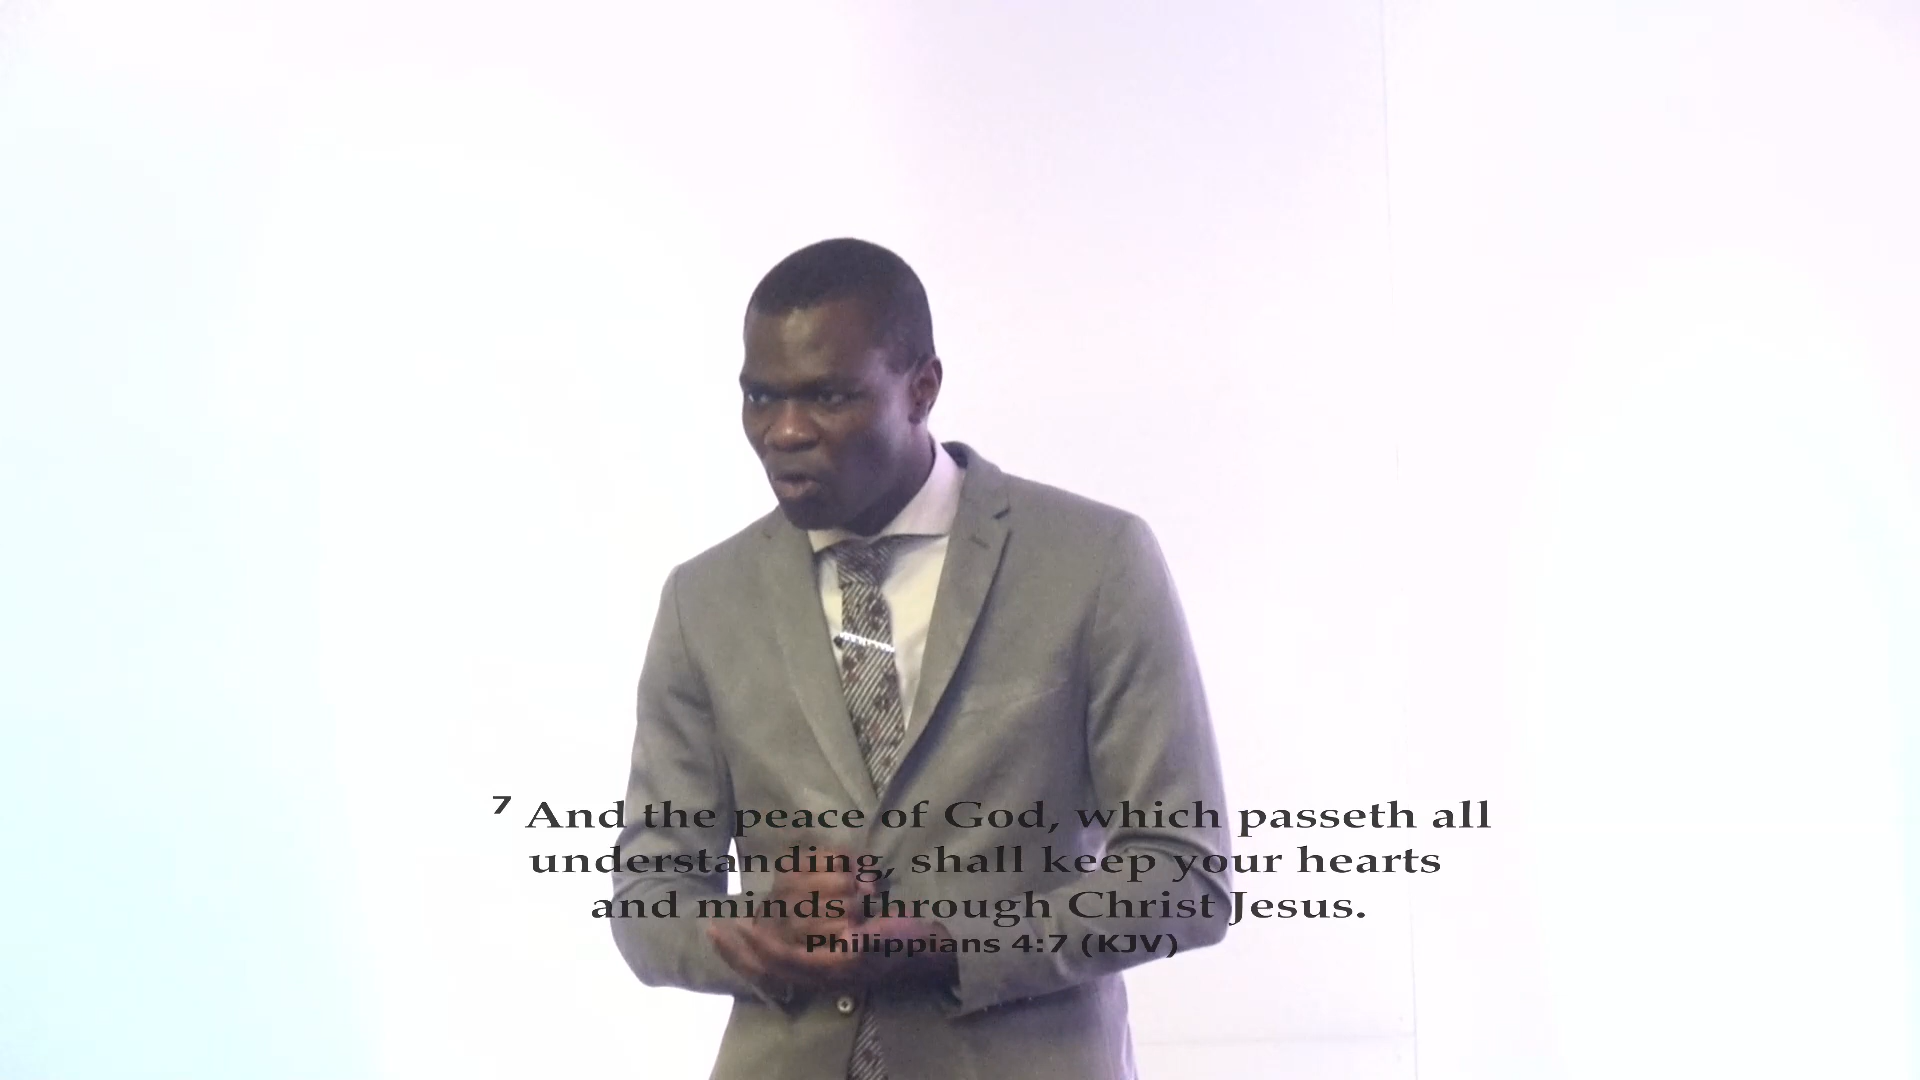 7 And the peace of God, which passeth all
understanding, shall keep your hearts
and minds through Christ Jesus.
Philippians 4:7 (KJV)